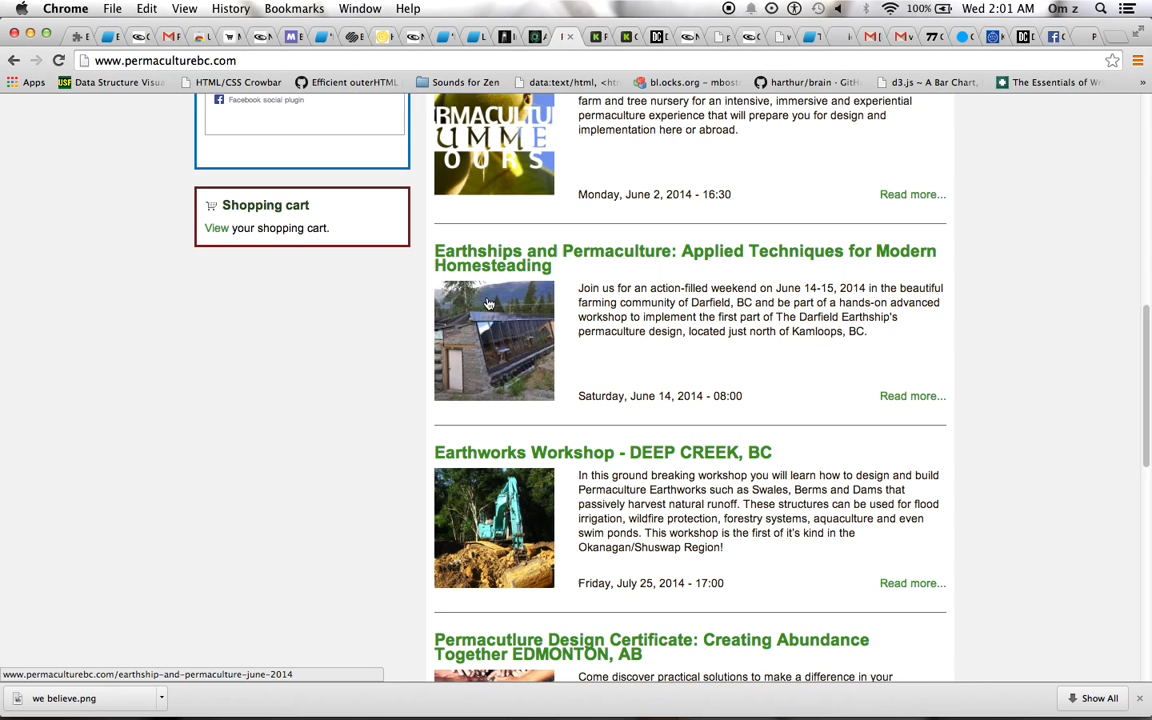 Chrome File Edit View History Bookmarks Window Help 100% Wed 2:01 AM Om z
www.permaculturebc.com
Apps Data Structure Visua HTML/CSS Crowbar Efficient outerHTML Sounds for Zen data:text/html, <ht bl.ocks.org - mbost harthur/brain · GitH d3.js ~ A Bar Chart, The Essentials of Wr »
Facebook social plugin
Shopping cart
View your shopping cart.
farm and tree nursery for an intensive, immersive and experiential
permaculture experience that will prepare you for design and
implementation here or abroad.
Monday, June 2, 2014 - 16:30 Read more...
Earthships and Permaculture: Applied Techniques for Modern
Homesteading
Join us for an action-filled weekend on June 14-15, 2014 in the beautiful
farming community of Darfield, BC and be part of a hands-on advanced
workshop to implement the first part of The Darfield Earthship's
permaculture design, located just north of Kamloops, BC.
Saturday, June 14, 2014 - 08:00 Read more...
Earthworks Workshop - DEEP CREEK, BC
In this ground breaking workshop you will learn how to design and build
Permaculture Earthworks such as Swales, Berms and Dams that
passively harvest natural runoff. These structures can be used for flood
irrigation, wildfire protection, forestry systems, aquaculture and even
swim ponds. This workshop is the first of it's kind in the
Okanagan/Shuswap Region!
Friday, July 25, 2014 - 17:00 Read more...
Permacutlure Design Certificate: Creating Abundance
Together EDMONTON, AB
Come discover practical solutions to make a difference in your
www.permaculturebc.com/earthship-and-permaculture-june-2014
we believe.png Show All